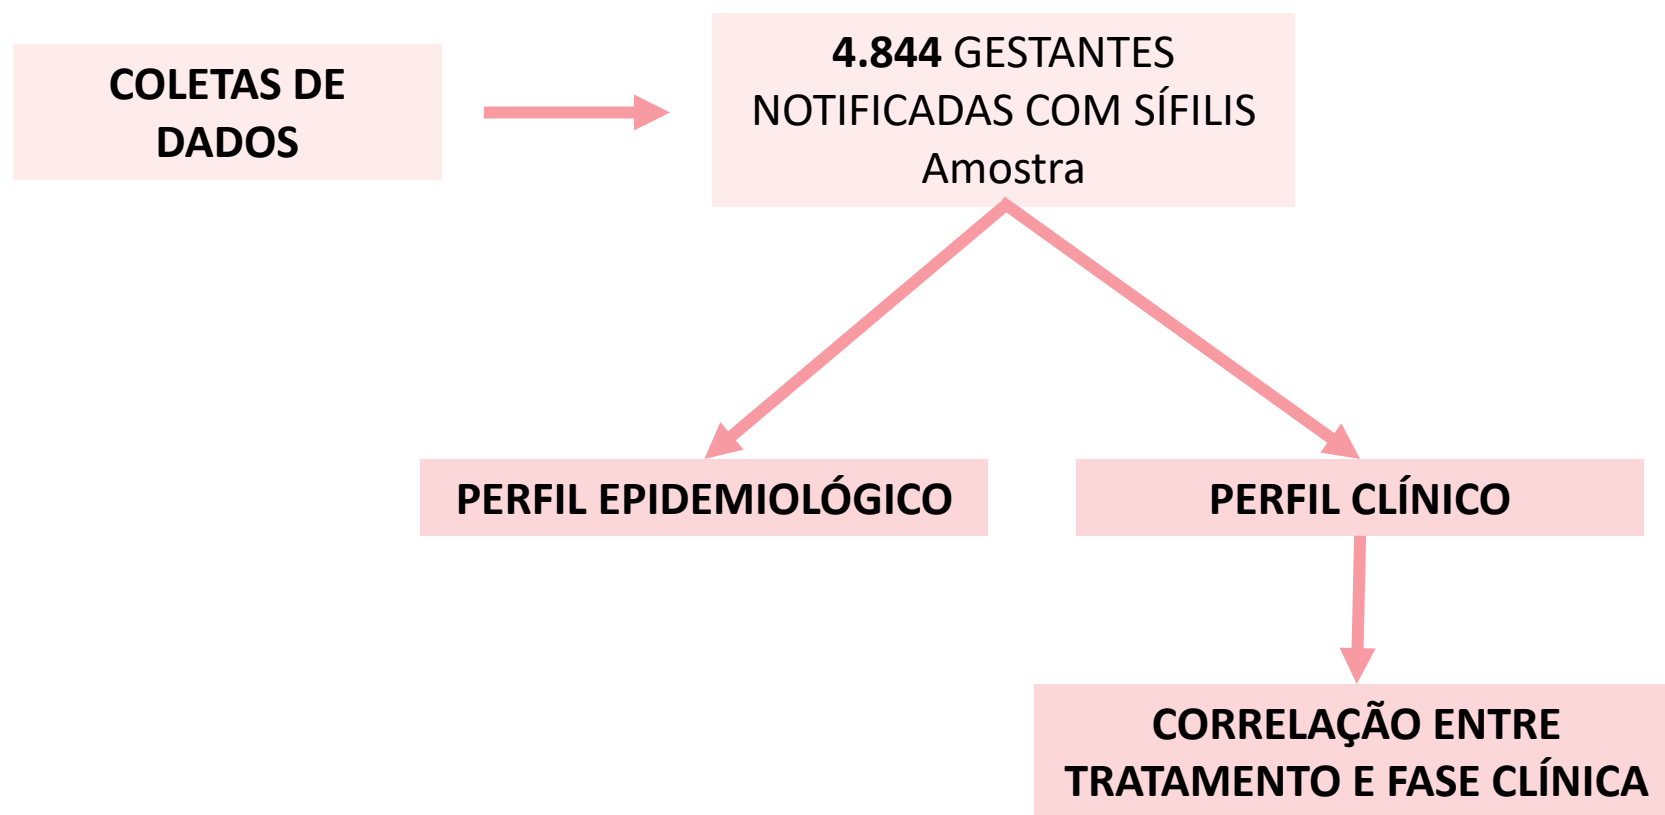 COLETAS DE
DADOS
4.844 GESTANTES
NOTIFICADAS COM SÍFILIS
Amostra
PERFIL EPIDEMIOLÓGICO
PERFIL CLÍNICO
CORRELAÇÃO ENTRE
TRATAMENTO E FASE CLÍNICA